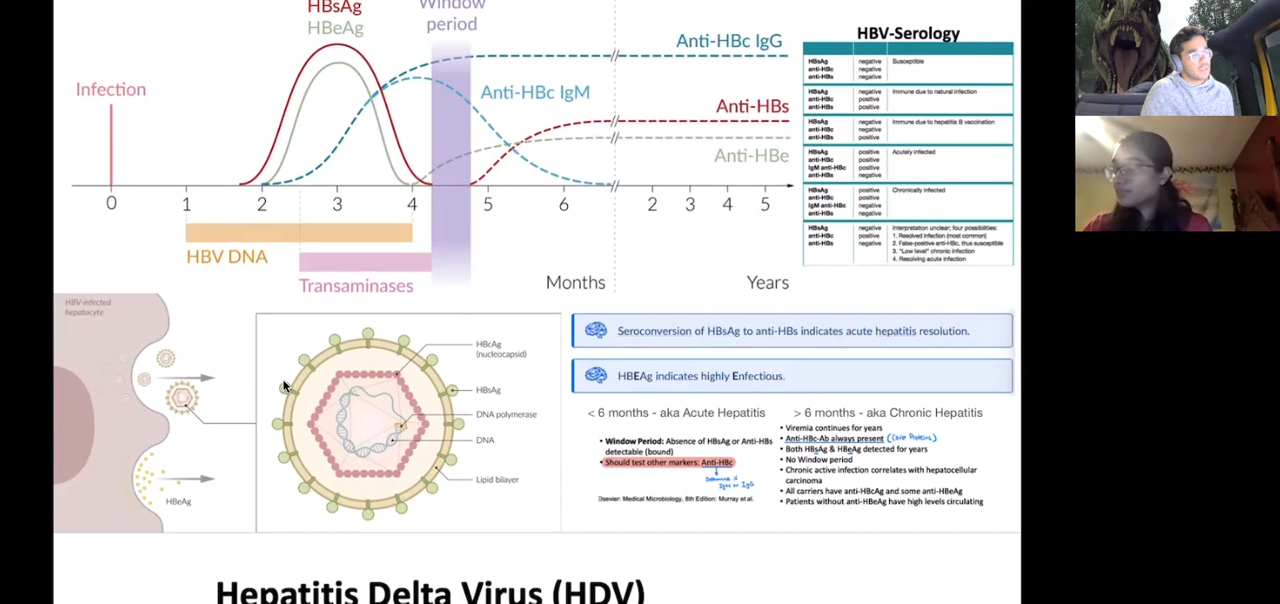 HBsAg
HBeAg
Window
period
Infection
Anti-HBc IgG
Anti-HBc IgM
Anti-HBs
Anti-HBe
0 1 2 3 4 5 6 2 3 4 5
HBV DNA
Transaminases
Months Years
HBV-Serology
HBsAg negative Susceptible
anti-HBc negative
anti-HBs negative
HBsAg negative Immune due to natural infection
anti-HBc positive
anti-HBs positive
HBsAg negative Immune due to hepatitis B vaccination
anti-HBc negative
anti-HBs positive
HBsAg positive Acutely infected
anti-HBc positive
IgM anti-HBc positive
anti-HBs negative
HBsAg positive Chronically infected
anti-HBc positive
IgM anti-HBc negative
anti-HBs negative
HBsAg negative Interpretation unclear; four possibilities:
anti-HBc positive 1. Resolved infection (most common)
anti-HBs negative 2. False-positive anti-HBc, thus susceptible
3. "Low level" chronic infection
4. Resolving acute infection
HBV-infected
hepatocyte
HBeAg
HBcAg
(nucleocapsid)
HBsAg
DNA polymerase
DNA
Lipid bilayer
Seroconversion of HBsAg to anti-HBs indicates acute hepatitis resolution.
HBEAg indicates highly Enfectious.
< 6 months - aka Acute Hepatitis
• Window Period: Absence of HBsAg or Anti-HBs
detectable (bound)
• Should test other markers: Anti-HBc
Determine if
IgM or IgG
Elsevier: Medical Microbiology, 8th Edition: Murray et al.
> 6 months - aka Chronic Hepatitis
• Viremia continues for years
• Anti-HBc-Ab always present (Core Proteins)
• Both HBsAg & HBeAg detected for years
• No Window period
• Chronic active infection correlates with hepatocellular
carcinoma
• All carriers have anti-HBcAg and some anti-HBeAg
• Patients without anti-HBeAg have high levels circulating
Hepatitis Delta Virus (HDV)